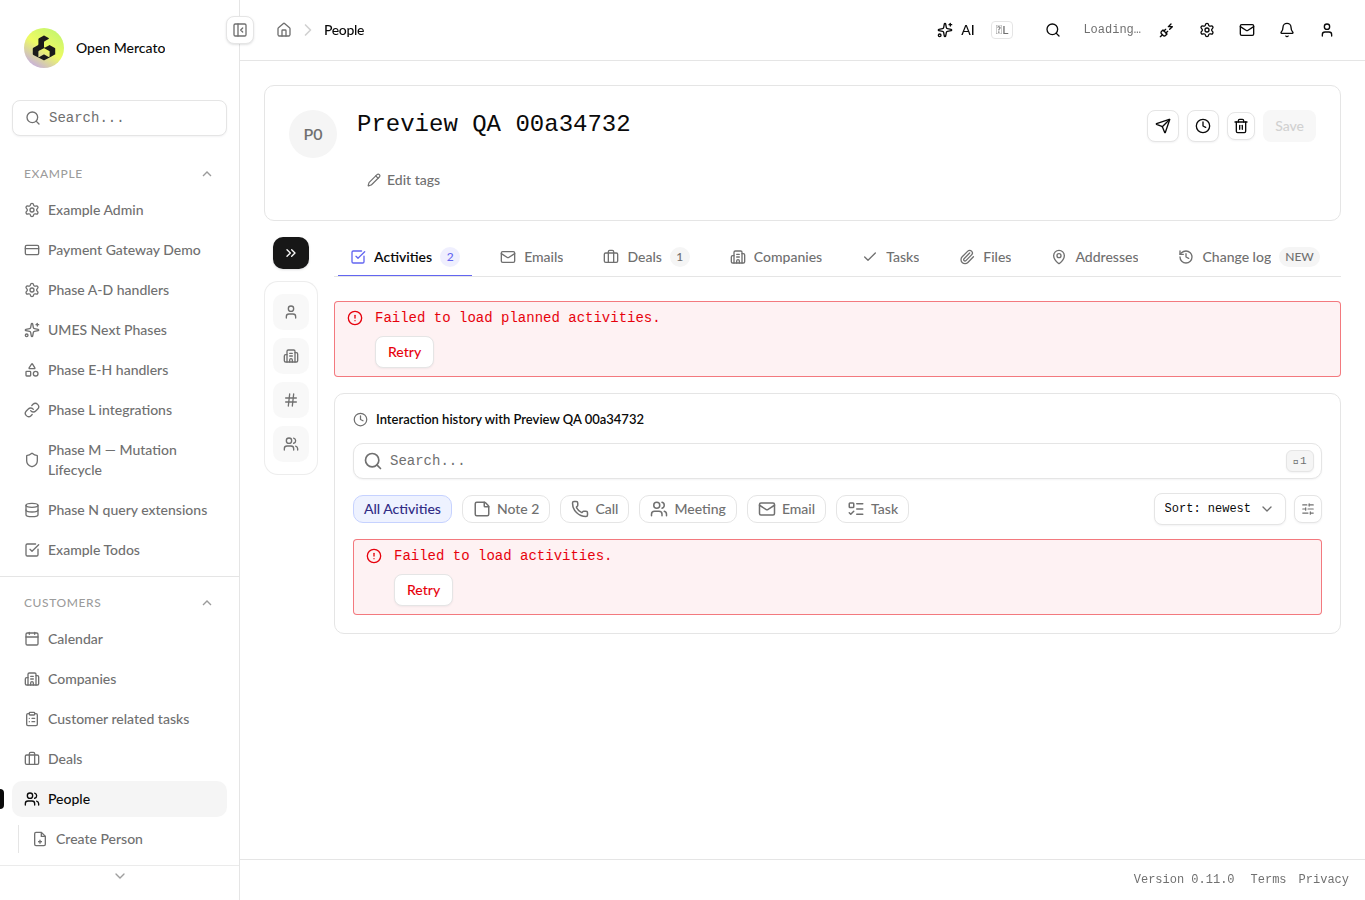 Open Mercato
Search...
EXAMPLE
Example Admin
Payment Gateway Demo
Phase A-D handlers
UMES Next Phases
Phase E-H handlers
Phase L integrations
Phase M — Mutation
Lifecycle
Phase N query extensions
Example Todos
CUSTOMERS
Calendar
Companies
Customer related tasks
Deals
People
Create Person
People
AI
L
Loading…
PO
Preview QA 00a34732
Save
Edit tags
Activities 2
Emails
Deals 1
Companies
Tasks
Files
Addresses
Change log NEW
Failed to load planned activities.
Retry
Interaction history with Preview QA 00a34732
Search...
1
All Activities
Note 2
Call
Meeting
Email
Task
Sort: newest
Failed to load activities.
Retry
Version 0.11.0 Terms Privacy